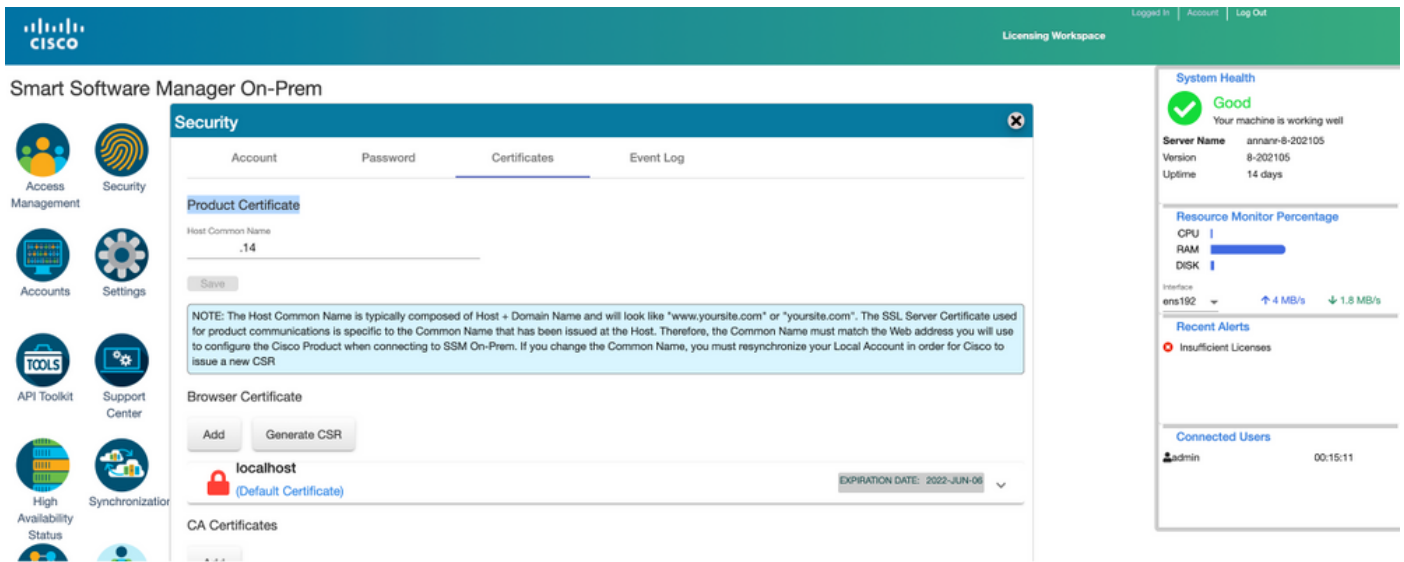 Logged In Account Log Out
CISCO
Licensing Workspace
Smart Software Manager On-Prem
Access
Management
Security
Accounts
Settings
TOOLS
API Toolkit
Support
Center
High
Availability
Status
Synchronization
Security
Account Password Certificates Event Log
Product Certificate
Host Common Name
.14
Save
NOTE: The Host Common Name is typically composed of Host + Domain Name and will look like "www.yoursite.com" or "yoursite.com". The SSL Server Certificate used
for product communications is specific to the Common Name that has been issued at the Host. Therefore, the Common Name must match the Web address you will use
to configure the Cisco Product when connecting to SSM On-Prem. If you change the Common Name, you must resynchronize your Local Account in order for Cisco to
issue a new CSR
Browser Certificate
Add Generate CSR
localhost
(Default Certificate)
EXPIRATION DATE: 2022-JUN-06
CA Certificates
System Health
Good
Your machine is working well
Server Name annanr-8-202105
Version 8-202105
Uptime 14 days
Resource Monitor Percentage
CPU
RAM
DISK
Interface
ens192 4 MB/s 1.8 MB/s
Recent Alerts
Insufficient Licenses
Connected Users
admin 00:15:11